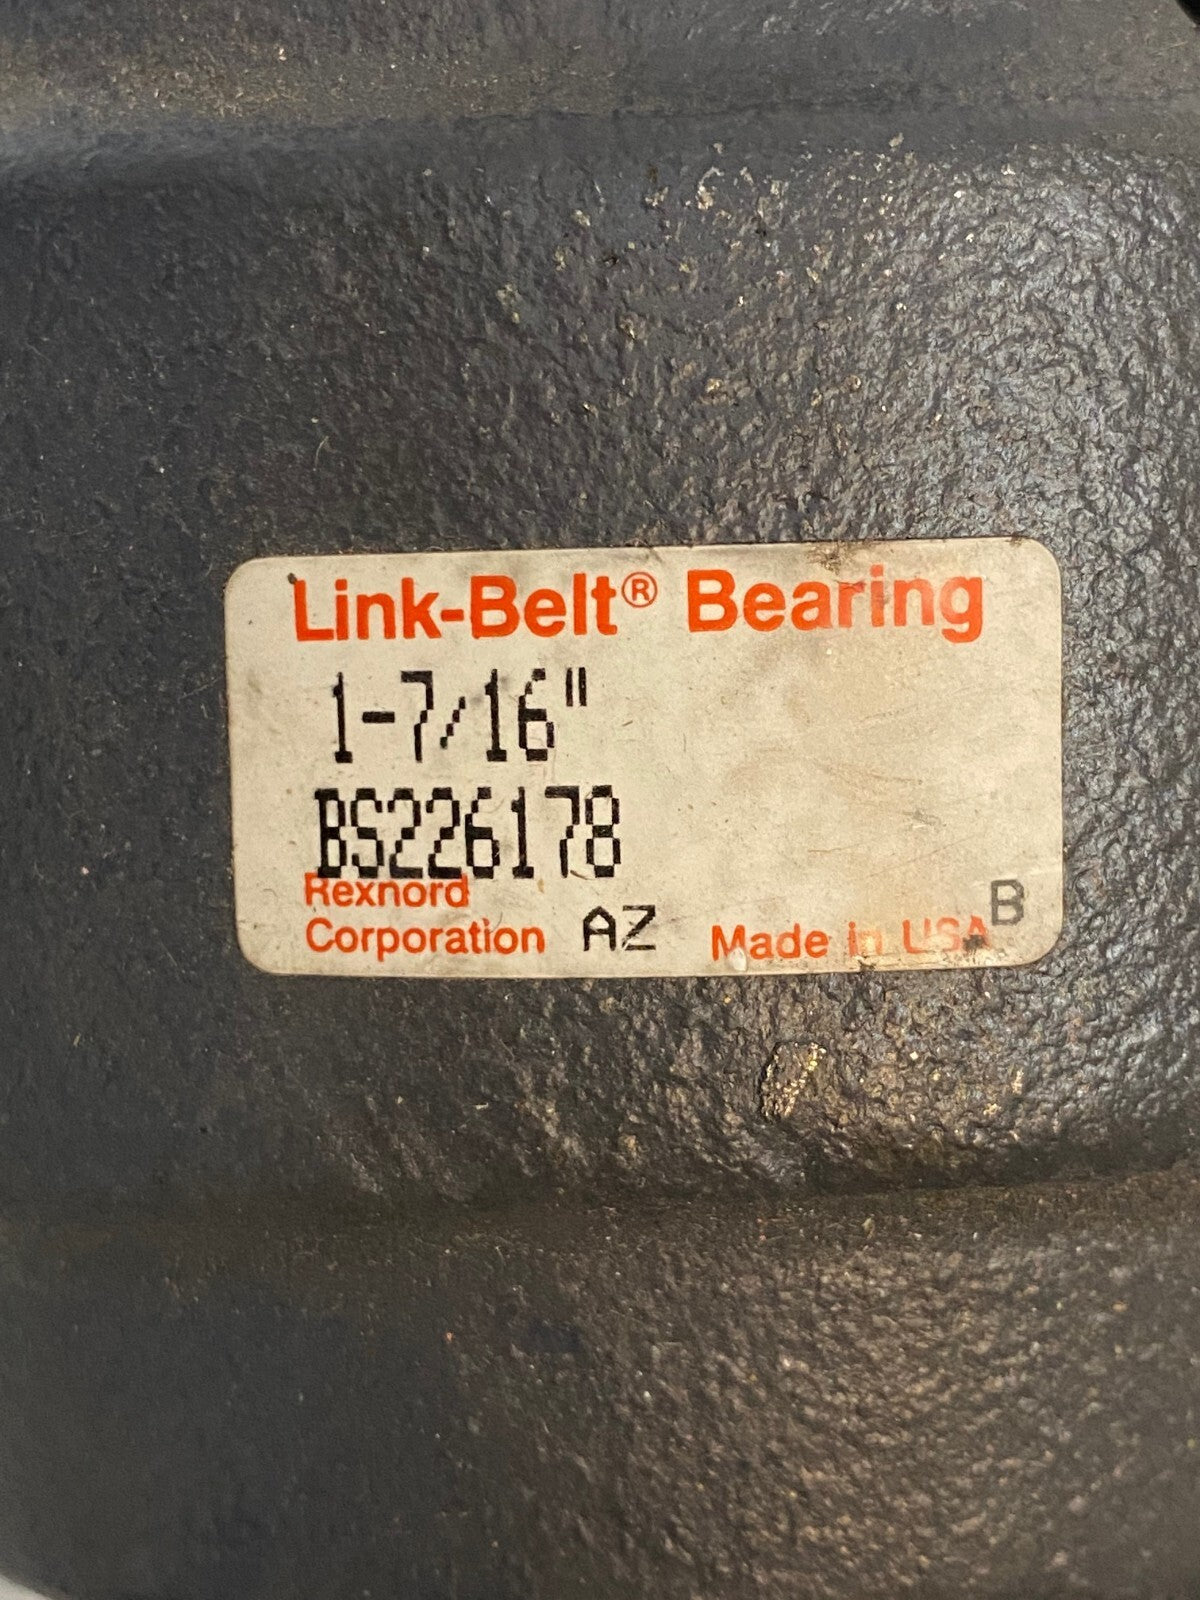 Link-Belt® Bearing
1-7/16"
BS226178
Rexnord
Corporation AZ Made in USA B